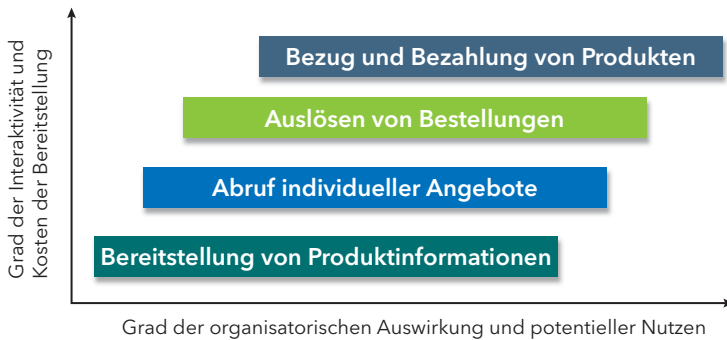 Grad der Interaktivität und
Kosten der Bereitstellung
Bezug und Bezahlung von Produkten
Auslösen von Bestellungen
Abruf individueller Angebote
Bereitstellung von Produktinformationen
Grad der organisatorischen Auswirkung und potentieller Nutzen